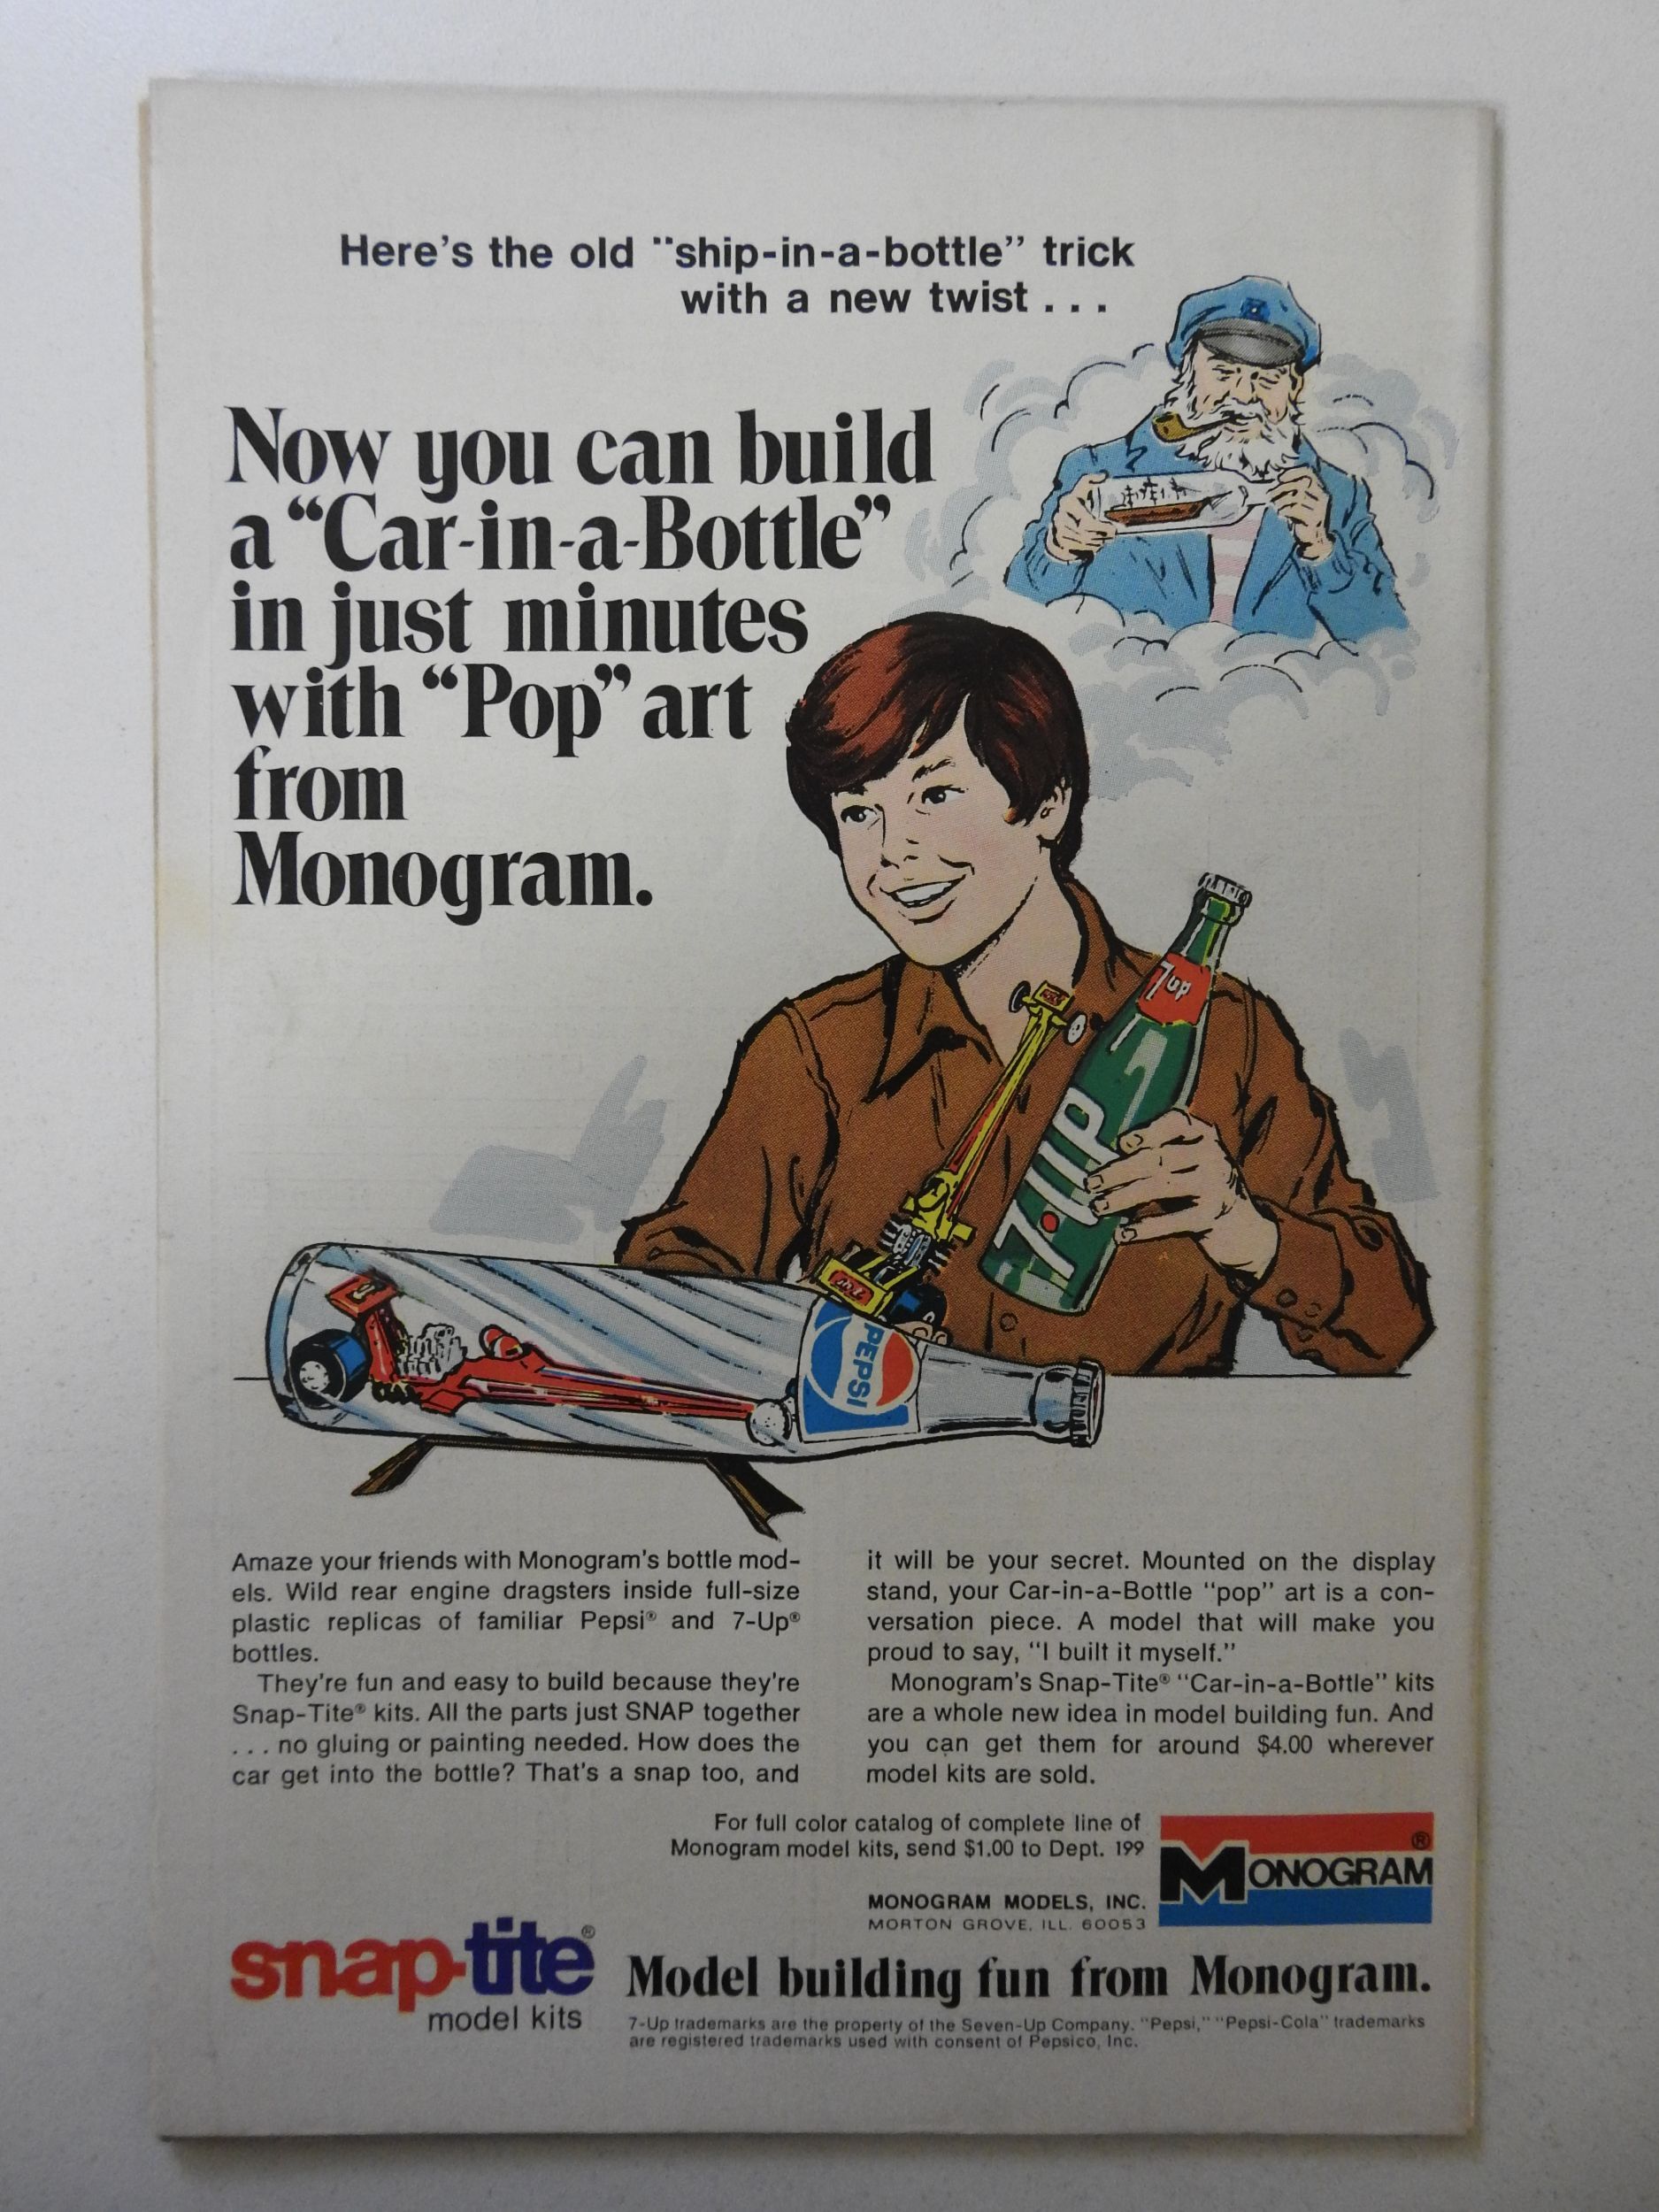 Here's the old "ship-in-a-bottle" trick
with a new twist . . .
Now you can build
a “Car-in-a-Bottle”
in just minutes
with “Pop” art
from
Monogram.
7up
7·UP
PEPSI
Amaze your friends with Monogram's bottle mod-
els. Wild rear engine dragsters inside full-size
plastic replicas of familiar Pepsi® and 7-Up®
bottles.
They're fun and easy to build because they're
Snap-Tite® kits. All the parts just SNAP together
. . . no gluing or painting needed. How does the
car get into the bottle? That's a snap too, and
it will be your secret. Mounted on the display
stand, your Car-in-a-Bottle "pop" art is a con-
versation piece. A model that will make you
proud to say, "I built it myself."
Monogram's Snap-Tite® "Car-in-a-Bottle" kits
are a whole new idea in model building fun. And
you can get them for around $4.00 wherever
model kits are sold.
For full color catalog of complete line of
Monogram model kits, send $1.00 to Dept. 199
MONOGRAM MODELS, INC.
MORTON GROVE, ILL. 60053
MONOGRAM®
snap-tite®
model kits
Model building fun from Monogram.
7-Up trademarks are the property of the Seven-Up Company. "Pepsi," "Pepsi-Cola" trademarks
are registered trademarks used with consent of Pepsico, Inc.